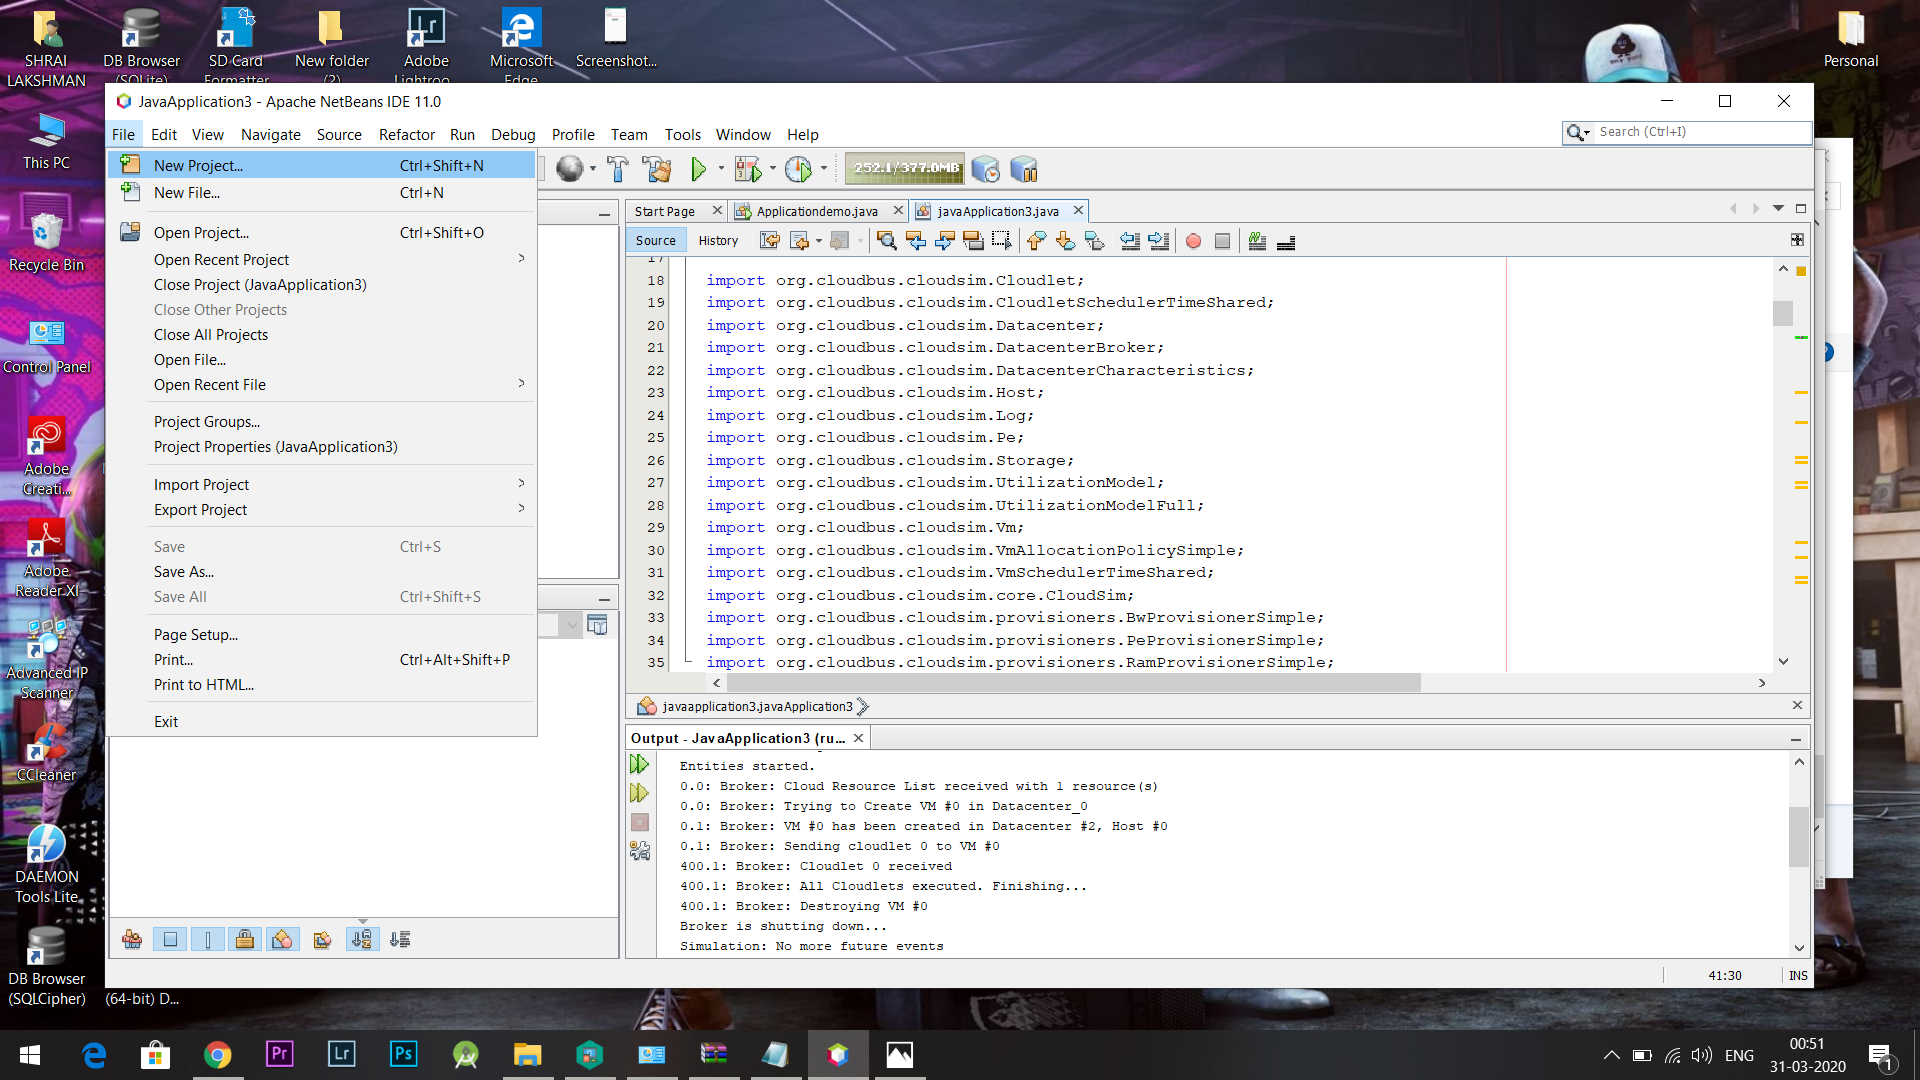 SHRAI
LAKSHMAN
DB Browser
(SQLite)
SD Card
Formatter
New folder
(2)
Adobe
Lightroo...
Microsoft
Edge
Screenshot...
Personal
This PC
Recycle Bin
Control Panel
Adobe
Creati...
Adobe
Reader XI
Advanced IP
Scanner
CCleaner
DAEMON
Tools Lite
DB Browser
(SQLCipher)
(64-bit) D...
JavaApplication3 - Apache NetBeans IDE 11.0
File Edit View Navigate Source Refactor Run Debug Profile Team Tools Window Help
Search (Ctrl+I)
252.1/377.0MB
New Project... Ctrl+Shift+N
New File... Ctrl+N
Open Project... Ctrl+Shift+O
Open Recent Project
Close Project (JavaApplication3)
Close Other Projects
Close All Projects
Open File...
Open Recent File
Project Groups...
Project Properties (JavaApplication3)
Import Project
Export Project
Save Ctrl+S
Save As...
Save All Ctrl+Shift+S
Page Setup...
Print... Ctrl+Alt+Shift+P
Print to HTML...
Exit
Start Page Applicationdemo.java javaApplication3.java
Source History
17
18 import org.cloudbus.cloudsim.Cloudlet;
19 import org.cloudbus.cloudsim.CloudletSchedulerTimeShared;
20 import org.cloudbus.cloudsim.Datacenter;
21 import org.cloudbus.cloudsim.DatacenterBroker;
22 import org.cloudbus.cloudsim.DatacenterCharacteristics;
23 import org.cloudbus.cloudsim.Host;
24 import org.cloudbus.cloudsim.Log;
25 import org.cloudbus.cloudsim.Pe;
26 import org.cloudbus.cloudsim.Storage;
27 import org.cloudbus.cloudsim.UtilizationModel;
28 import org.cloudbus.cloudsim.UtilizationModelFull;
29 import org.cloudbus.cloudsim.Vm;
30 import org.cloudbus.cloudsim.VmAllocationPolicySimple;
31 import org.cloudbus.cloudsim.VmSchedulerTimeShared;
32 import org.cloudbus.cloudsim.core.CloudSim;
33 import org.cloudbus.cloudsim.provisioners.BwProvisionerSimple;
34 import org.cloudbus.cloudsim.provisioners.PeProvisionerSimple;
35 import org.cloudbus.cloudsim.provisioners.RamProvisionerSimple;
javaapplication3.javaApplication3
Output - JavaApplication3 (ru...
Entities started.
0.0: Broker: Cloud Resource List received with 1 resource(s)
0.0: Broker: Trying to Create VM #0 in Datacenter_0
0.1: Broker: VM #0 has been created in Datacenter #2, Host #0
0.1: Broker: Sending cloudlet 0 to VM #0
400.1: Broker: Cloudlet 0 received
400.1: Broker: All Cloudlets executed. Finishing...
400.1: Broker: Destroying VM #0
Broker is shutting down...
Simulation: No more future events
41:30 INS
Pr Lr Ps
ENG
00:51
31-03-2020
1